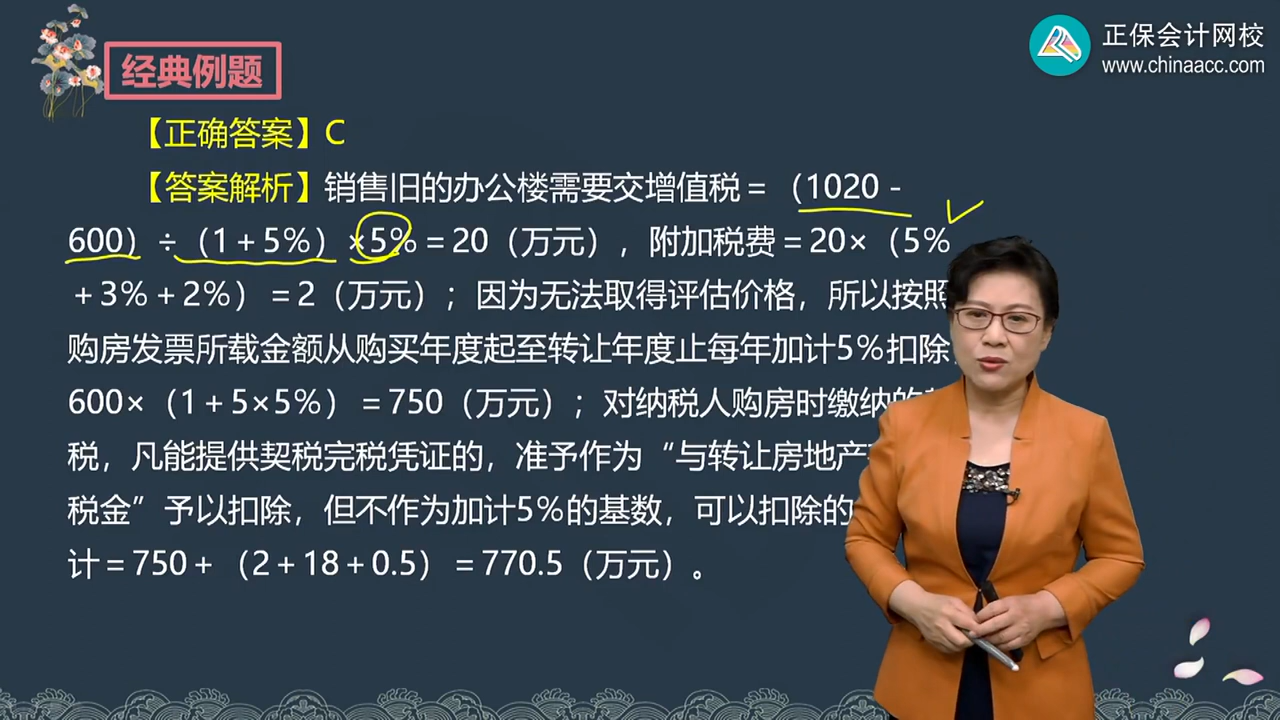 经典例题
正保会计网校
www.chinaacc.com
【正确答案】C
【答案解析】销售旧的办公楼需要交增值税＝（1020－
600）÷（1＋5%）×5%＝20（万元），附加税费＝20×（5%
＋3%＋2%）＝2（万元）；因为无法取得评估价格，所以按照
购房发票所载金额从购买年度起至转让年度止每年加计5%扣除
600×（1＋5×5%）＝750（万元）；对纳税人购房时缴纳的
税，凡能提供契税完税凭证的，准予作为“与转让房地产
税金”予以扣除，但不作为加计5%的基数，可以扣除的
计＝750＋（2＋18＋0.5）＝770.5（万元）。